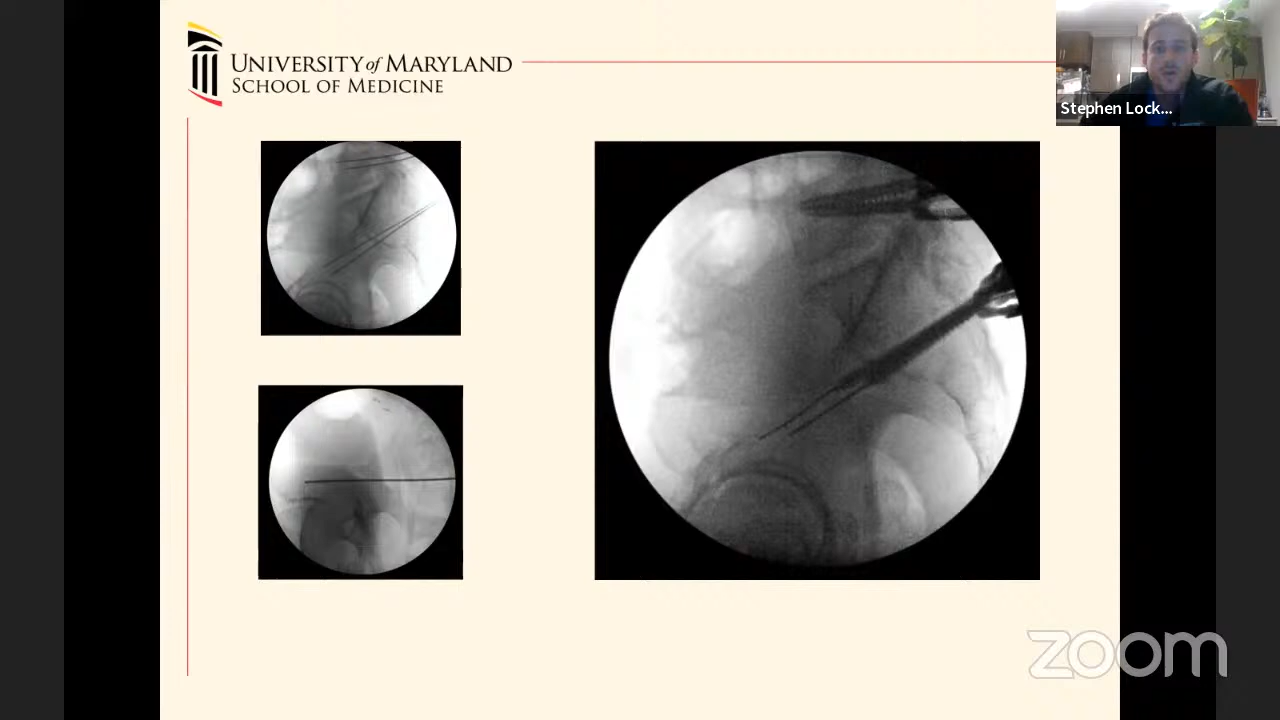 UNIVERSITY of MARYLAND
SCHOOL OF MEDICINE
Stephen Lock...
zoom